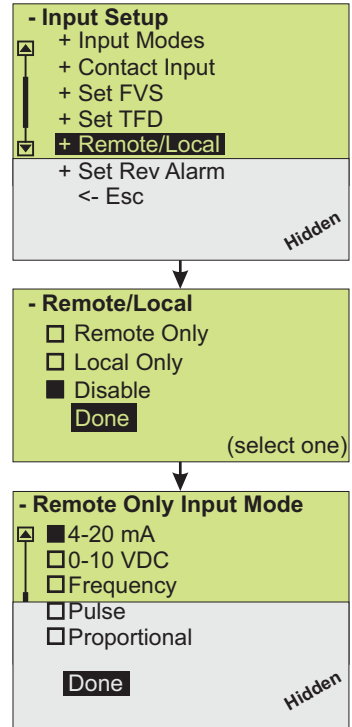 - Input Setup
+ Input Modes
+ Contact Input
+ Set FVS
+ Set TFD
+ Remote/Local
+ Set Rev Alarm
<- Esc
Hidden
- Remote/Local
Remote Only
Local Only
Disable
Done
(select one)
- Remote Only Input Mode
4-20 mA
0-10 VDC
Frequency
Pulse
Proportional
Done
Hidden